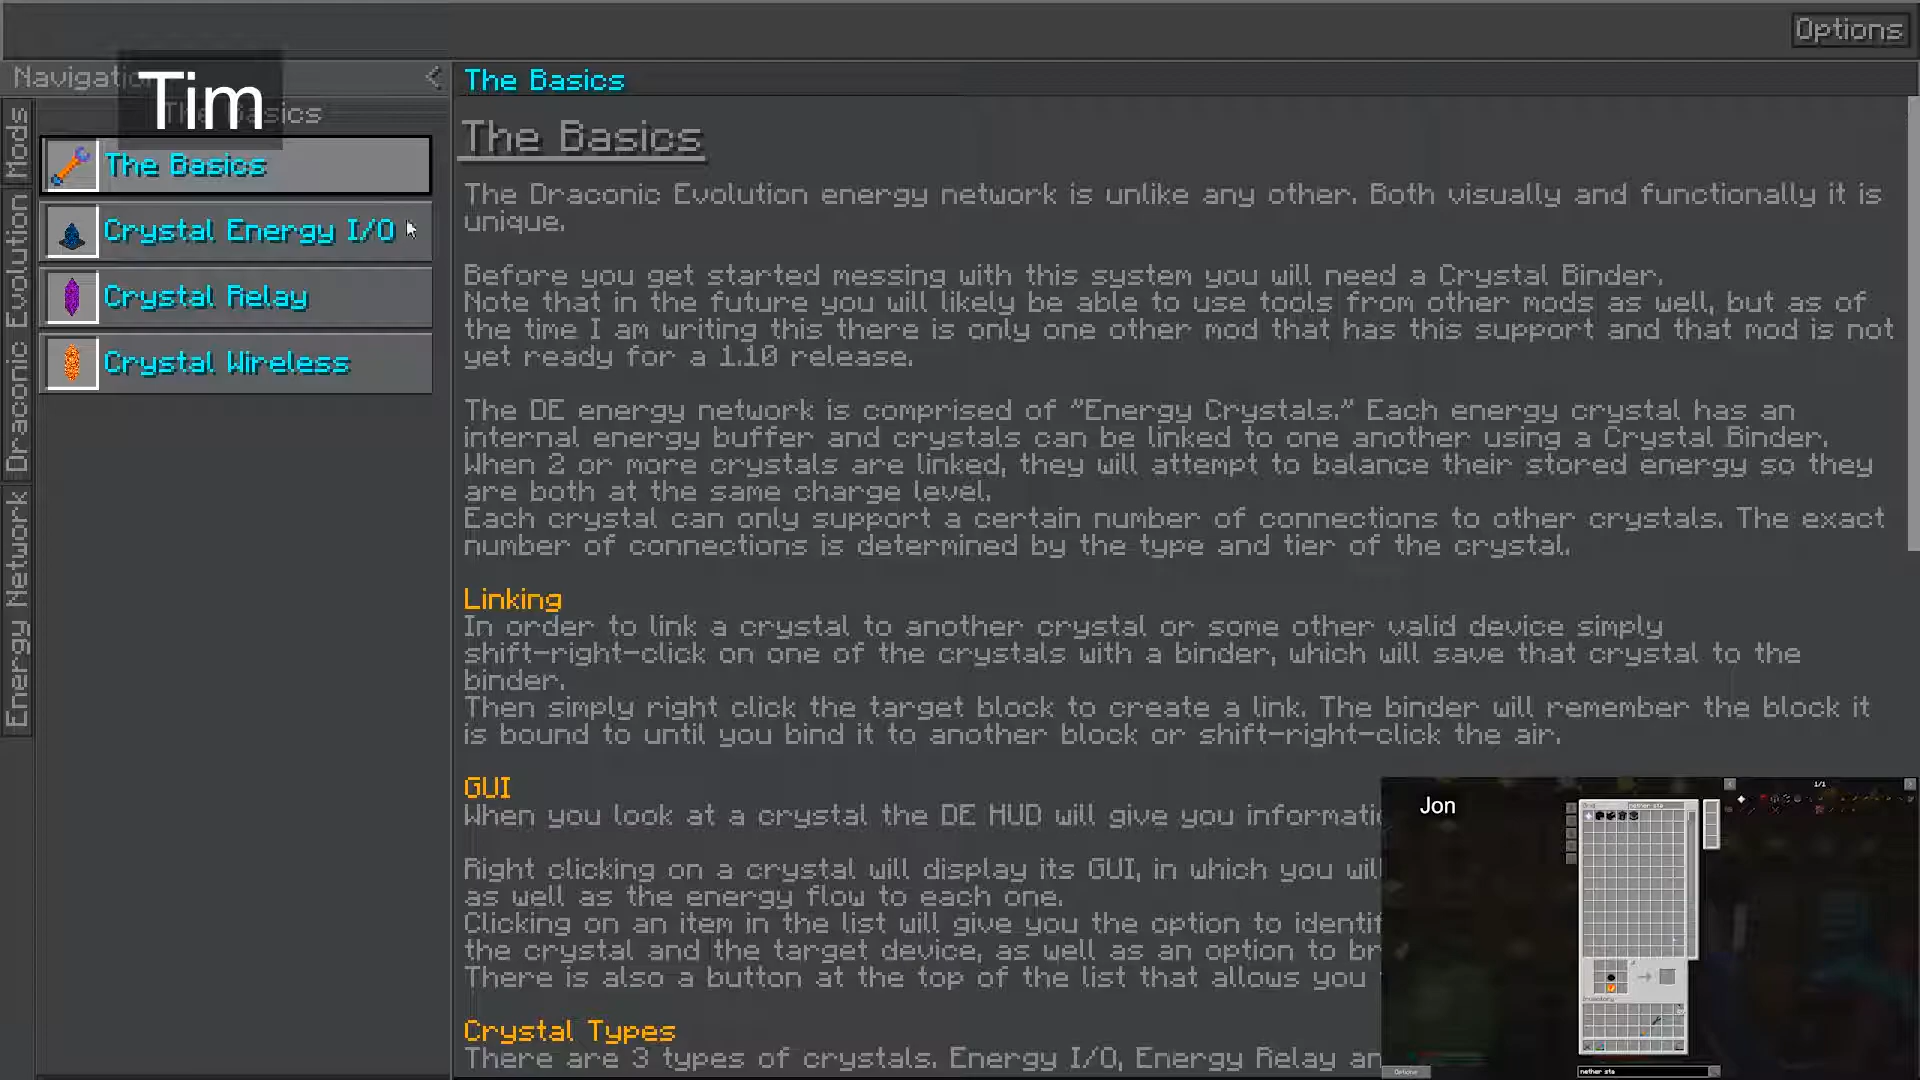 Options
Navigatio
Tim
The Basics
Mods
Draconic Evolution
Energy Network
The Basics
Crystal Energy I/O
Crystal Relay
Crystal Wireless
The Basics
The Basics
The Draconic Evolution energy network is unlike any other. Both visually and functionally it is
unique.
Before you get started messing with this system you will need a Crystal Binder.
Note that in the future you will likely be able to use tools from other mods as well, but as of
the time I am writing this there is only one other mod that has this support and that mod is not
yet ready for a 1.10 release.
The DE energy network is comprised of "Energy Crystals." Each energy crystal has an
internal energy buffer and crystals can be linked to one another using a Crystal Binder.
When 2 or more crystals are linked, they will attempt to balance their stored energy so they
are both at the same charge level.
Each crystal can only support a certain number of connections to other crystals. The exact
number of connections is determined by the type and tier of the crystal.
Linking
In order to link a crystal to another crystal or some other valid device simply
shift-right-click on one of the crystals with a binder, which will save that crystal to the
binder.
Then simply right click the target block to create a link. The binder will remember the block it
is bound to until you bind it to another block or shift-right-click the air.
GUI
When you look at a crystal the DE HUD will give you informati
Right clicking on a crystal will display its GUI, in which you wil
as well as the energy flow to each one.
Clicking on an item in the list will give you the option to identif
the crystal and the target device, as well as an option to br
There is also a button at the top of the list that allows you
Crystal Types
There are 3 types of crystals. Energy I/O, Energy Relay an
Jon
1/1
nether sta
Inventory
Options
nether sta